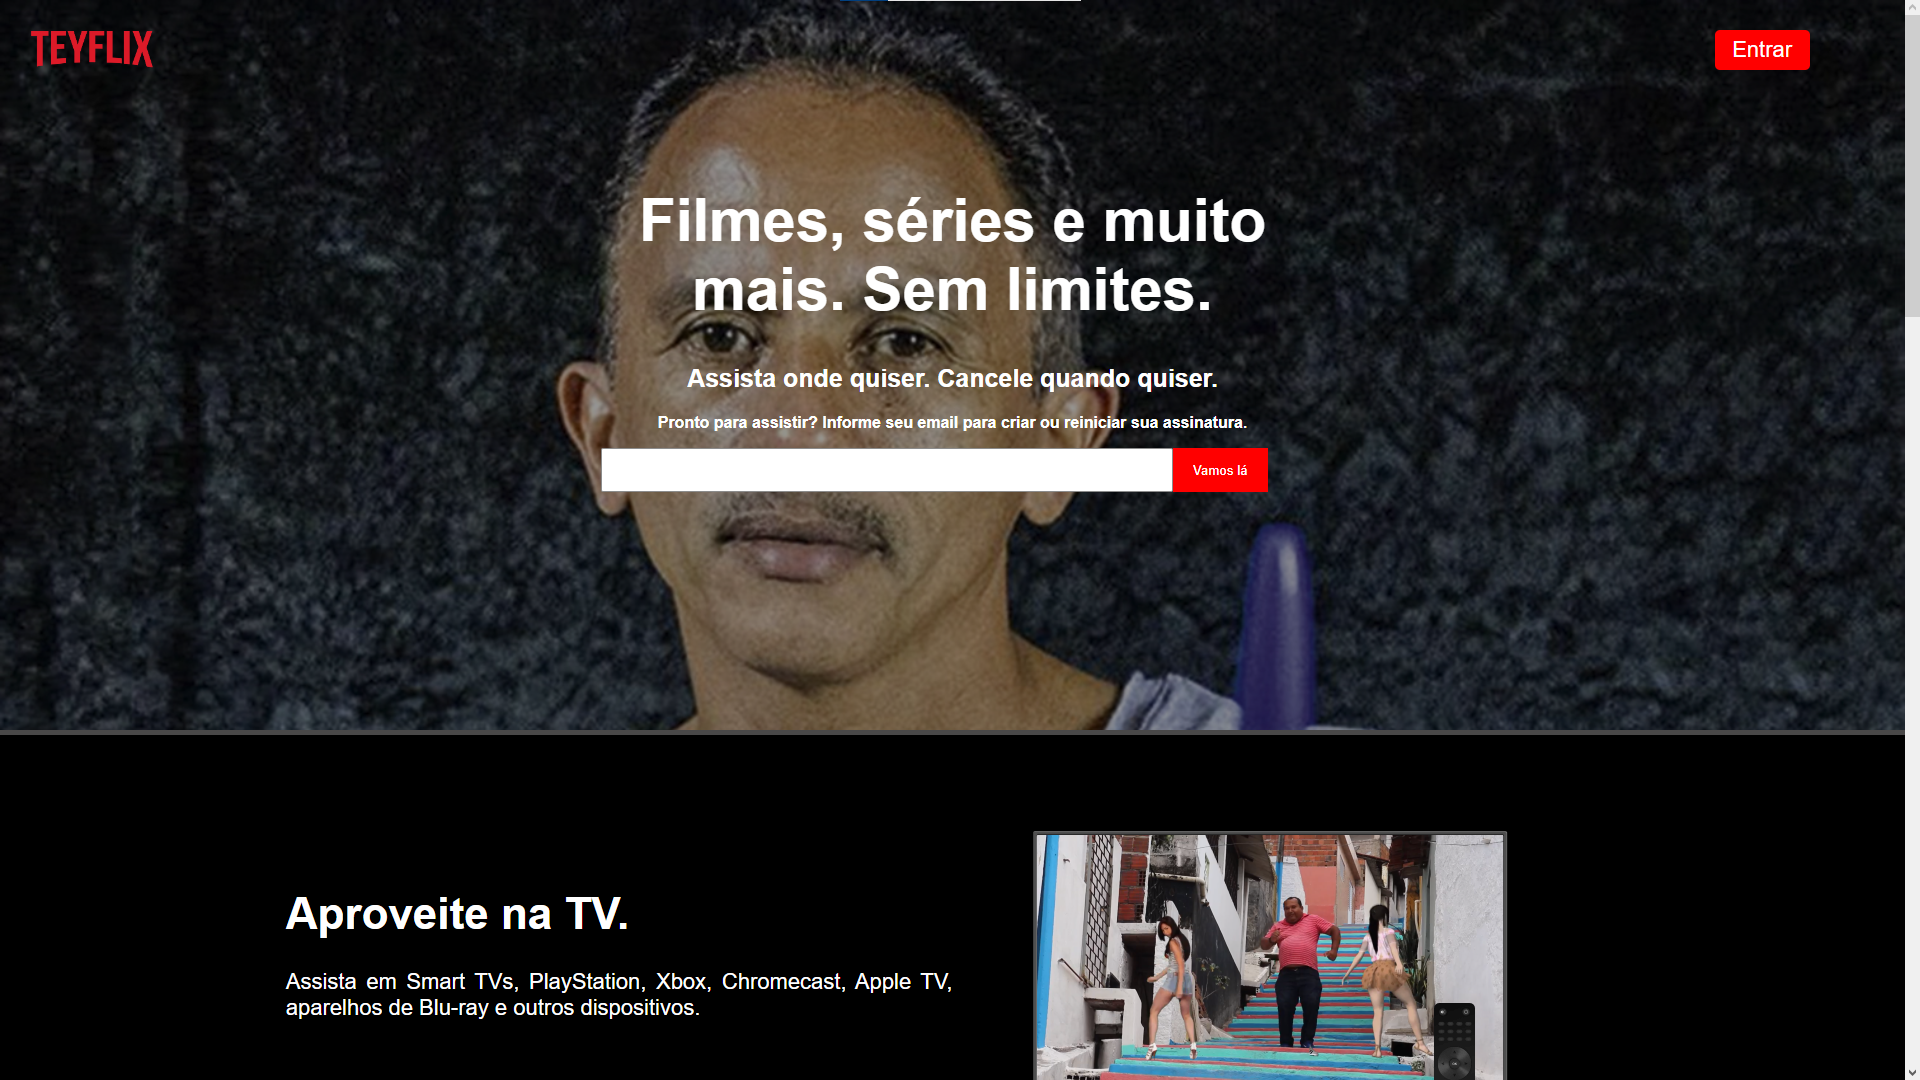 TEYFLIX
Entrar
Filmes, séries e muito
mais. Sem limites.
Assista onde quiser. Cancele quando quiser.
Pronto para assistir? Informe seu email para criar ou reiniciar sua assinatura.
Vamos lá
Aproveite na TV.
Assista em Smart TVs, PlayStation, Xbox, Chromecast, Apple TV,
aparelhos de Blu-ray e outros dispositivos.